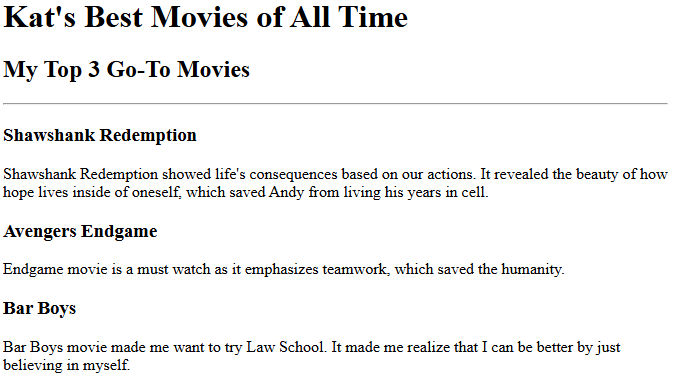 Kat's Best Movies of All Time
My Top 3 Go-To Movies
Shawshank Redemption
Shawshank Redemption showed life's consequences based on our actions. It revealed the beauty of how
hope lives inside of oneself, which saved Andy from living his years in cell.
Avengers Endgame
Endgame movie is a must watch as it emphasizes teamwork, which saved the humanity.
Bar Boys
Bar Boys movie made me want to try Law School. It made me realize that I can be better by just
believing in myself.